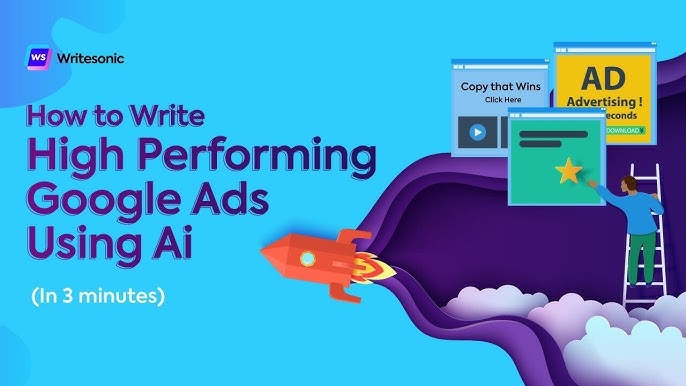 WS Writesonic
How to Write
High Performing
Google Ads
Using Ai
(In 3 minutes)
Copy that Wins
Click Here
AD
Advertising !
econds
DOWNLOAD